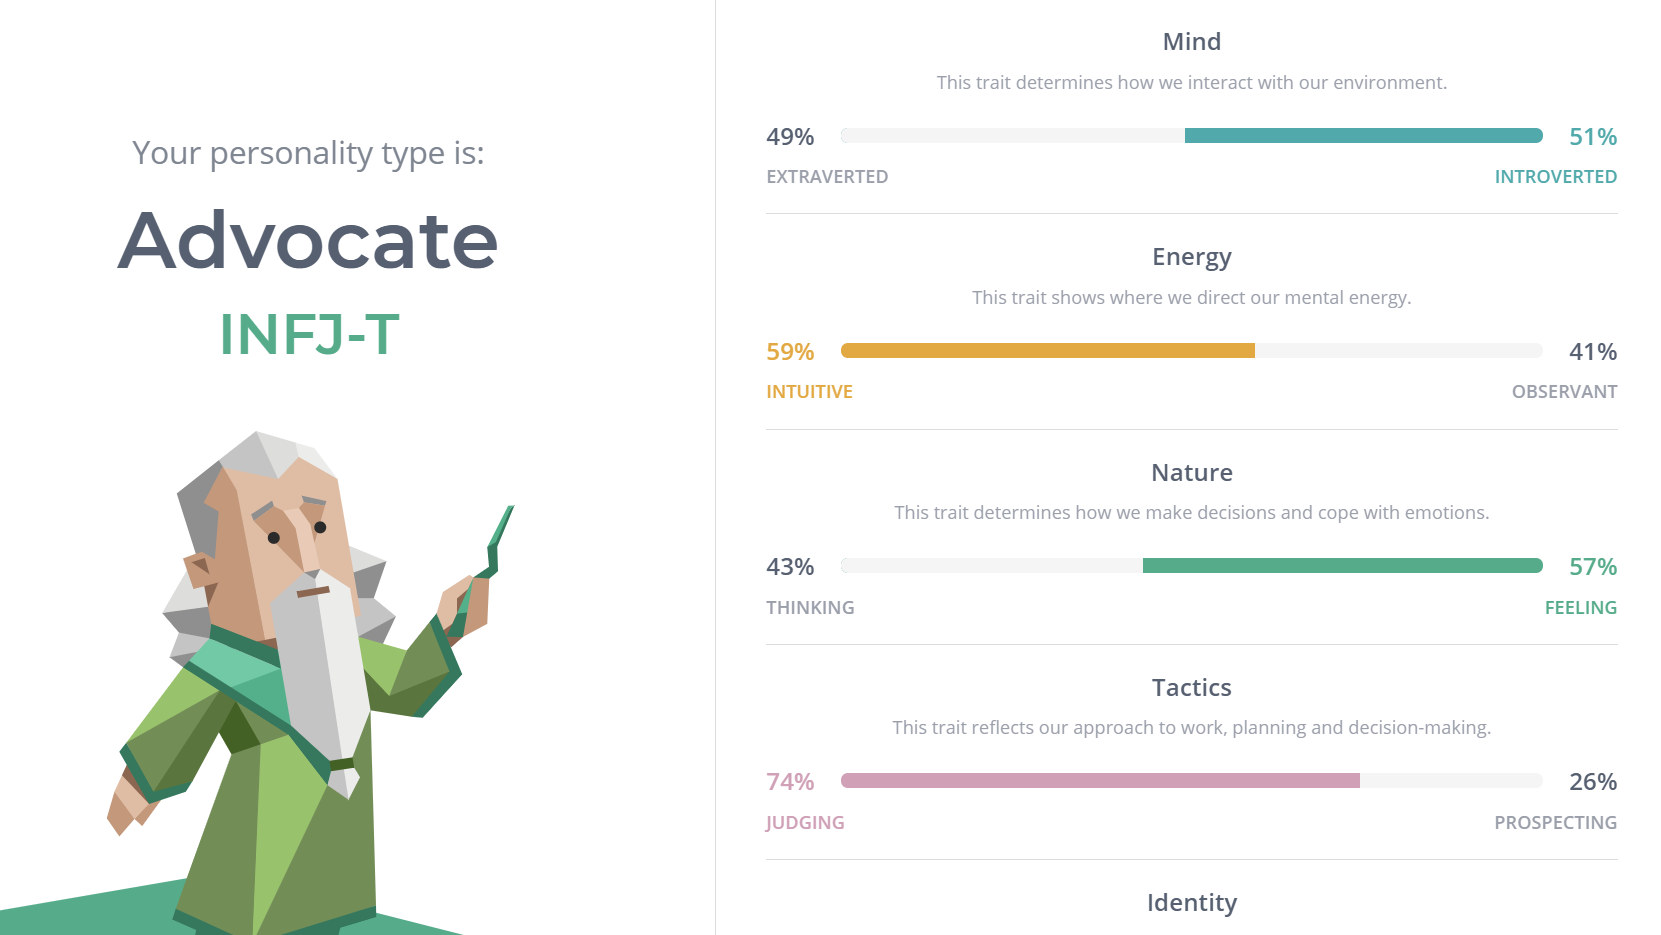 Your personality type is:
Advocate
INFJ-T
Mind
This trait determines how we interact with our environment.
49% 51%
EXTRAVERTED INTROVERTED
Energy
This trait shows where we direct our mental energy.
59% 41%
INTUITIVE OBSERVANT
Nature
This trait determines how we make decisions and cope with emotions.
43% 57%
THINKING FEELING
Tactics
This trait reflects our approach to work, planning and decision-making.
74% 26%
JUDGING PROSPECTING
Identity